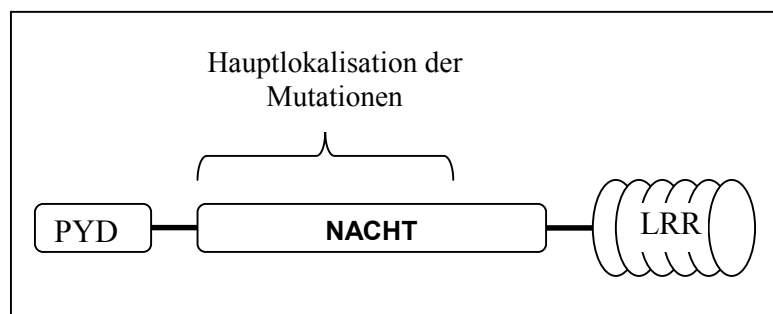 Hauptlokalisation der
Mutationen
PYD
NACHT
LRR